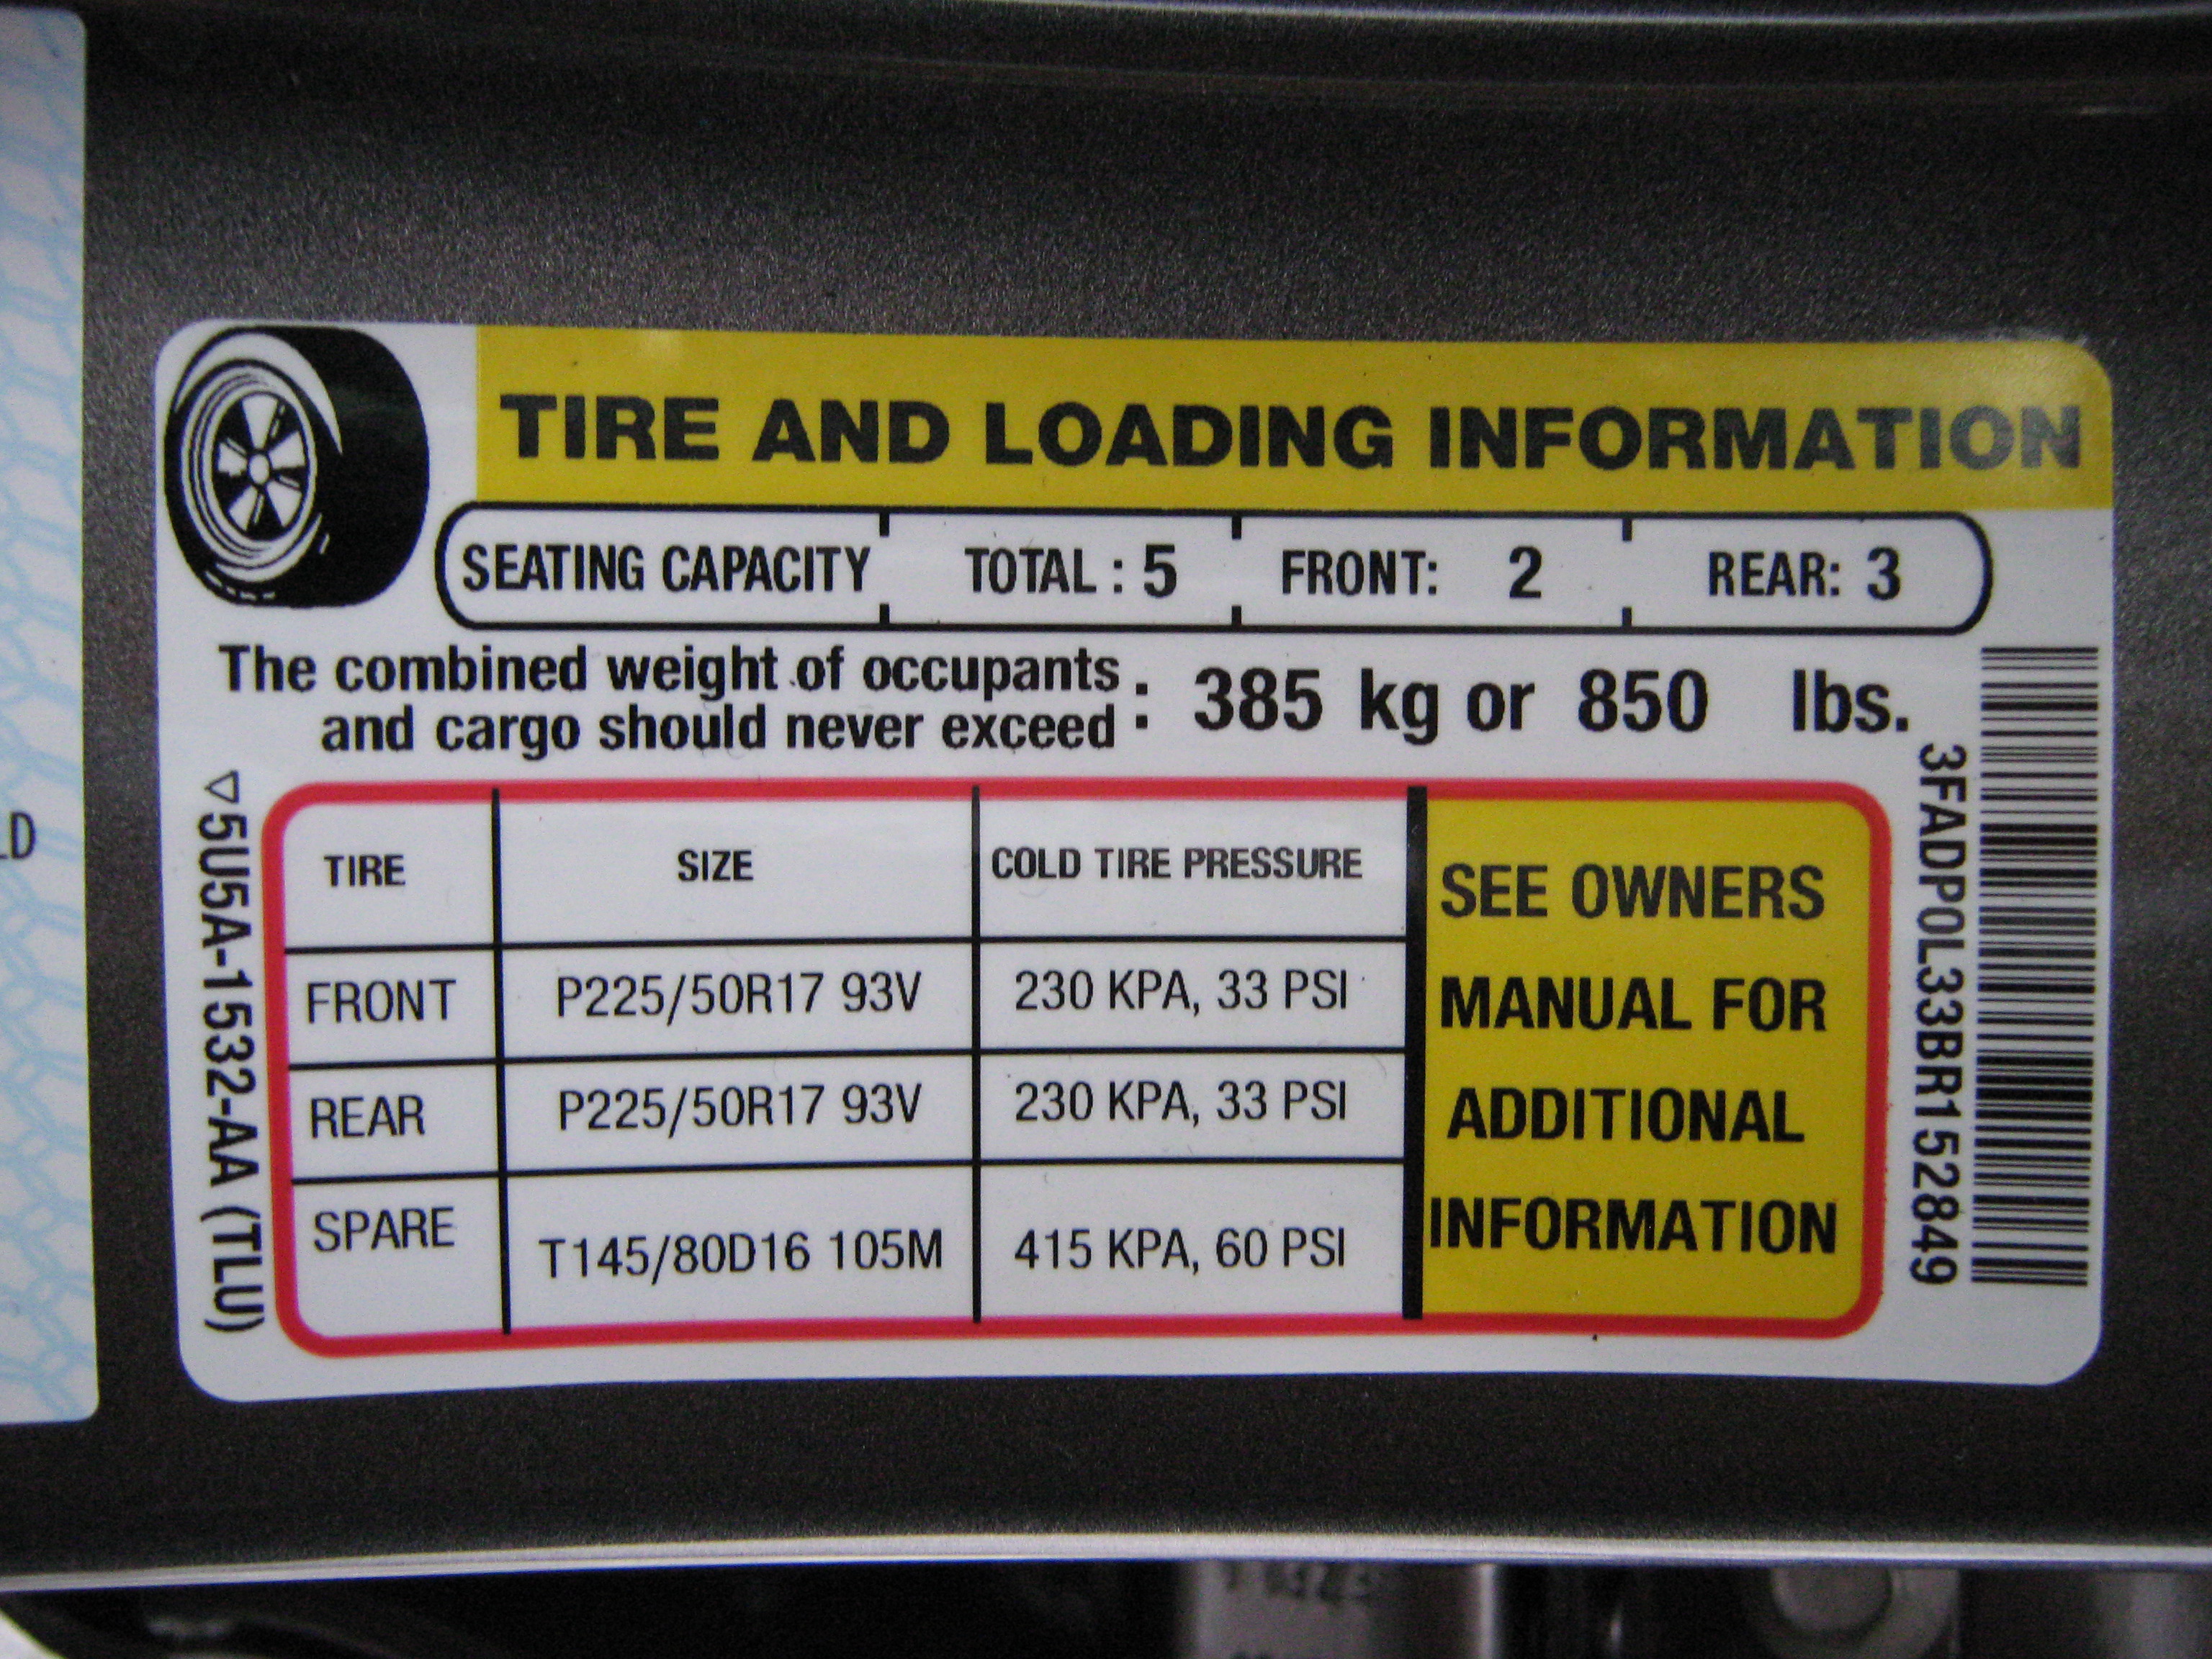 TIRE AND LOADING INFORMATION
SEATING CAPACITY TOTAL : 5 FRONT: 2 REAR: 3
The combined weight of occupants
and cargo should never exceed : 385 kg or 850 lbs.
TIRE SIZE COLD TIRE PRESSURE
FRONT P225/50R17 93V 230 KPA, 33 PSI
REAR P225/50R17 93V 230 KPA, 33 PSI
SPARE T145/80D16 105M 415 KPA, 60 PSI
SEE OWNERS
MANUAL FOR
ADDITIONAL
INFORMATION
5U5A-1532-AA (TLU)
3FADP0L33BR152849
LD